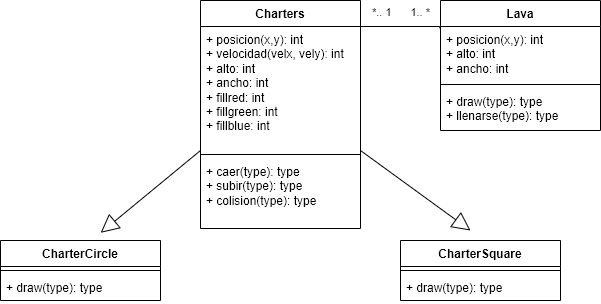 Charters
+ posicion(x,y): int
+ velocidad(velx, vely): int
+ alto: int
+ ancho: int
+ fillred: int
+ fillgreen: int
+ fillblue: int
+ caer(type): type
+ subir(type): type
+ colision(type): type
*.. 1
1.. *
Lava
+ posicion(x,y): int
+ alto: int
+ ancho: int
+ draw(type): type
+ llenarse(type): type
CharterCircle
+ draw(type): type
CharterSquare
+ draw(type): type